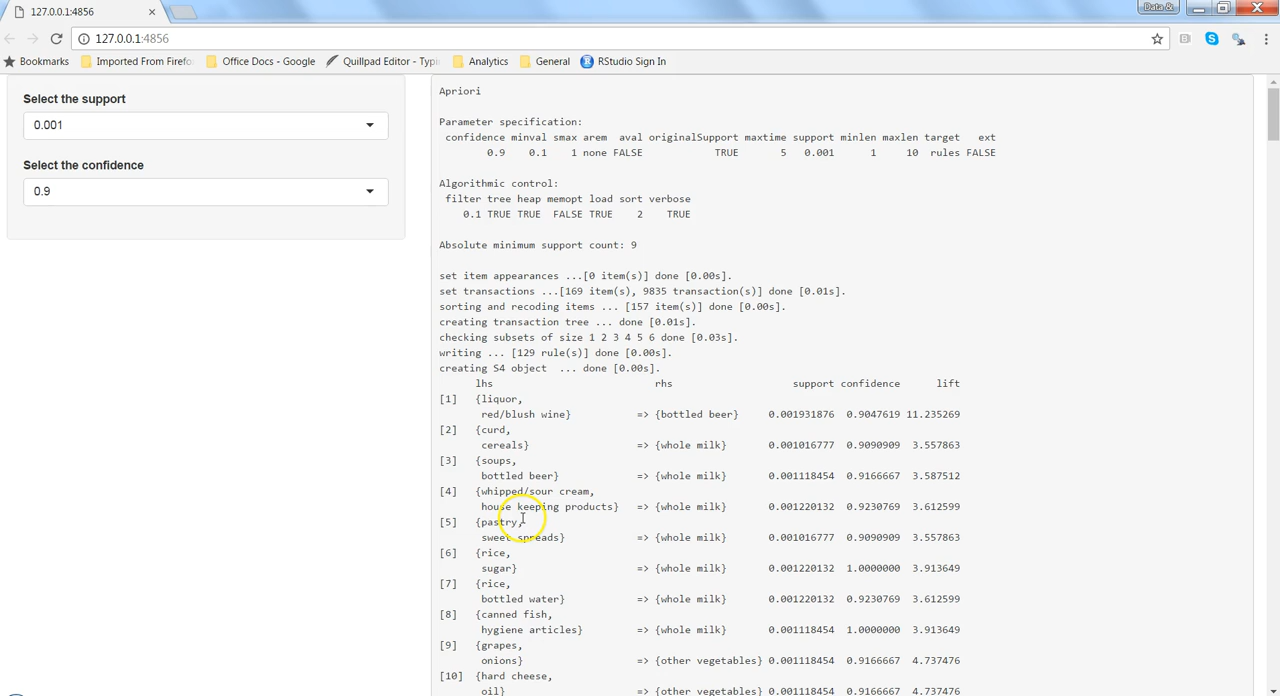 127.0.0.1:4856
Data &
127.0.0.1:4856
Bookmarks Imported From Firefo Office Docs - Google Quillpad Editor - Typi Analytics General RStudio Sign In
Select the support
0.001
Select the confidence
0.9
Apriori
Parameter specification:
confidence minval smax arem aval originalSupport maxtime support minlen maxlen target ext
0.9 0.1 1 none FALSE TRUE 5 0.001 1 10 rules FALSE
Algorithmic control:
filter tree heap memopt load sort verbose
0.1 TRUE TRUE FALSE TRUE 2 TRUE
Absolute minimum support count: 9
set item appearances ...[0 item(s)] done [0.00s].
set transactions ...[169 item(s), 9835 transaction(s)] done [0.01s].
sorting and recoding items ... [157 item(s)] done [0.00s].
creating transaction tree ... done [0.01s].
checking subsets of size 1 2 3 4 5 6 done [0.03s].
writing ... [129 rule(s)] done [0.00s].
creating S4 object ... done [0.00s].
lhs rhs support confidence lift
[1] {liquor,
red/blush wine} => {bottled beer} 0.001931876 0.9047619 11.235269
[2] {curd,
cereals} => {whole milk} 0.001016777 0.9090909 3.557863
[3] {soups,
bottled beer} => {whole milk} 0.001118454 0.9166667 3.587512
[4] {whipped/sour cream,
house keeping products} => {whole milk} 0.001220132 0.9230769 3.612599
[5] {pastry,
sweet spreads} => {whole milk} 0.001016777 0.9090909 3.557863
[6] {rice,
sugar} => {whole milk} 0.001220132 1.0000000 3.913649
[7] {rice,
bottled water} => {whole milk} 0.001220132 0.9230769 3.612599
[8] {canned fish,
hygiene articles} => {whole milk} 0.001118454 1.0000000 3.913649
[9] {grapes,
onions} => {other vegetables} 0.001118454 0.9166667 4.737476
[10] {hard cheese,
oil} => {other vegetables} 0.001118454 0.9166667 4.737476